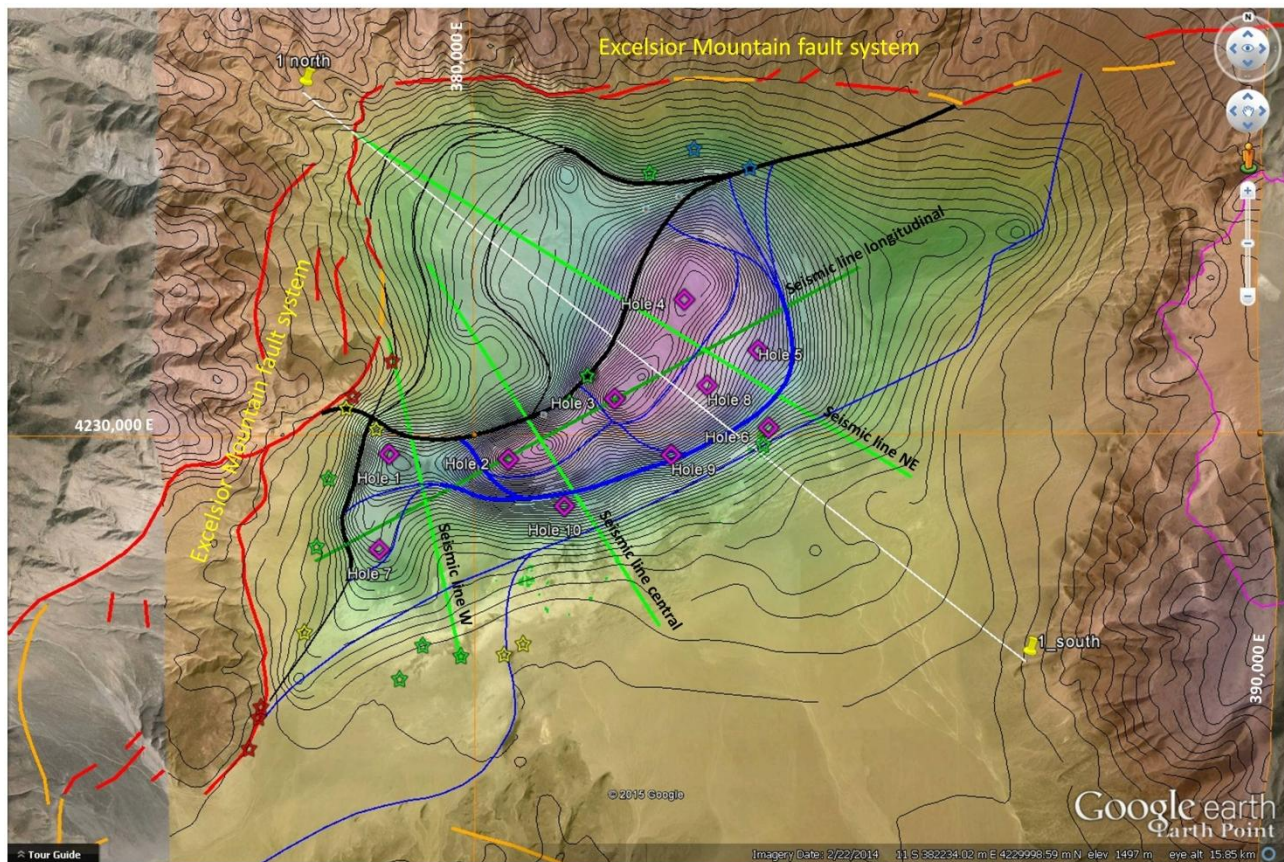 Excelsior Mountain fault system
N
1 north
380,000 E
Seismic line longitudinal
Hole 4
Excelsior Mountain fault system
Hole 5
Hole 3
Hole 8
4230,000 E
Hole 6
Seismic line NE
Hole 2
Hole 9
Hole 1
Hole 10
Seismic line W
Seismic line central
Hole 7
1_south
390,000 E
© 2015 Google
Google earth
Earth Point
Tour Guide
Imagery Date: 2/22/2014 11 S 382234.02 m E 4229998.59 m N elev 1497 m eye alt 15.85 km